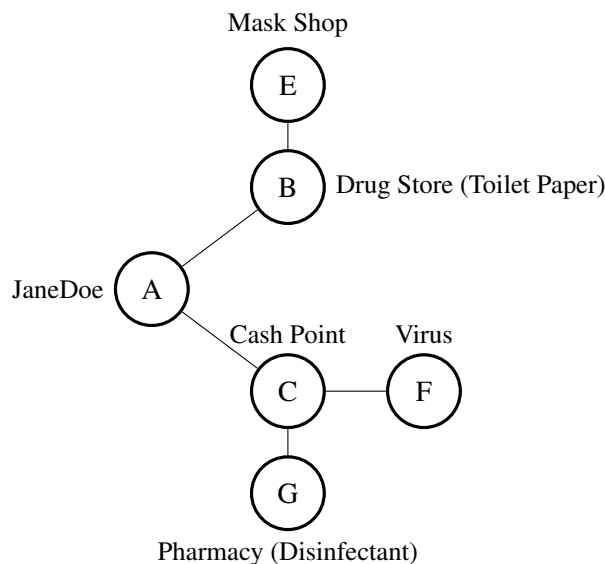 Mask Shop
E
B Drug Store (Toilet Paper)
JaneDoe A
Cash Point Virus
C F
G
Pharmacy (Disinfectant)